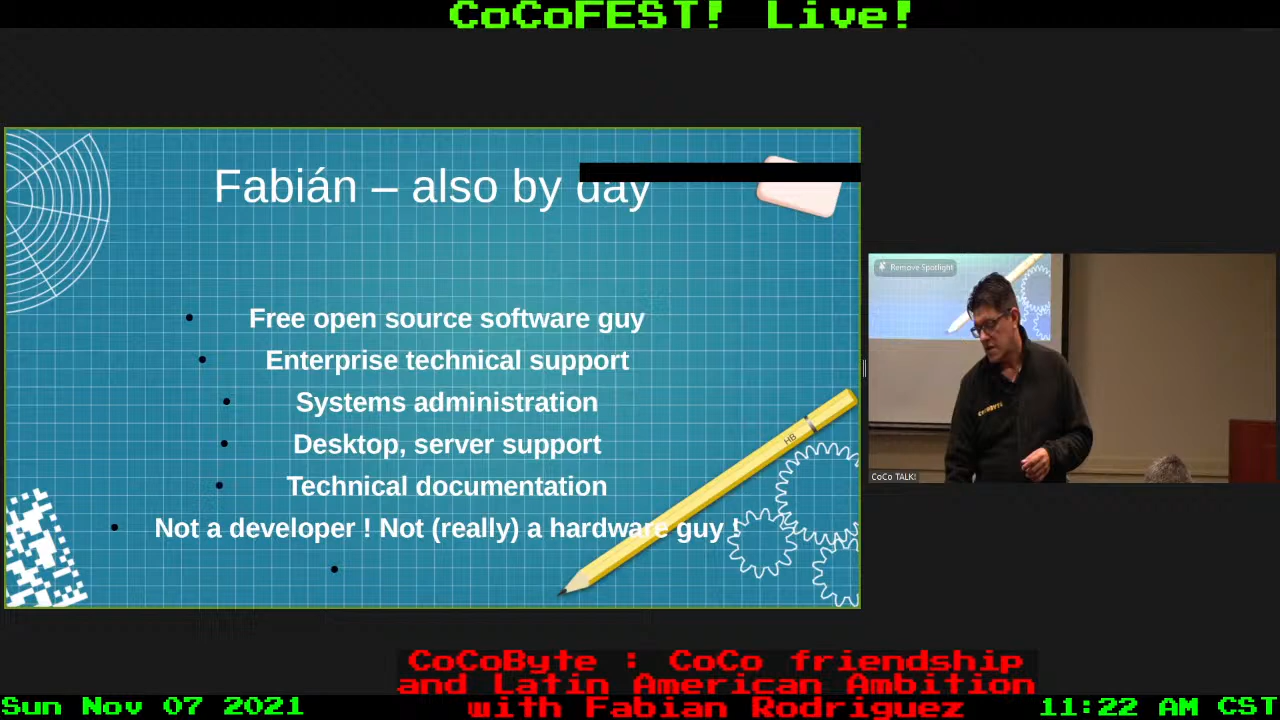 CoCoFEST! Live!
Fabián – also by day
• Free open source software guy
• Enterprise technical support
• Systems administration
• Desktop, server support
• Technical documentation
• Not a developer ! Not (really) a hardware guy !
•
HB
Remove Spotlight
COCOBYTE
CoCo TALK!
CoCoByte : CoCo friendship
and Latin American Ambition
with Fabian Rodriguez
Sun Nov 07 2021
11:22 AM CST